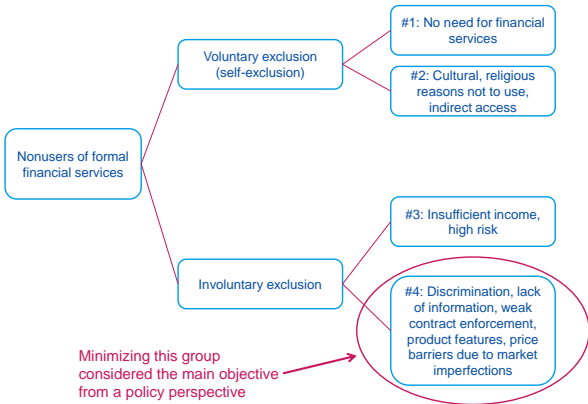 #1: No need for financial
services
Voluntary exclusion
(self-exclusion)
#2: Cultural, religious
reasons not to use,
indirect access
Nonusers of formal
financial services
#3: Insufficient income,
high risk
Involuntary exclusion
#4: Discrimination, lack
of information, weak
contract enforcement,
product features, price
barriers due to market
imperfections
Minimizing this group
considered the main objective
from a policy perspective